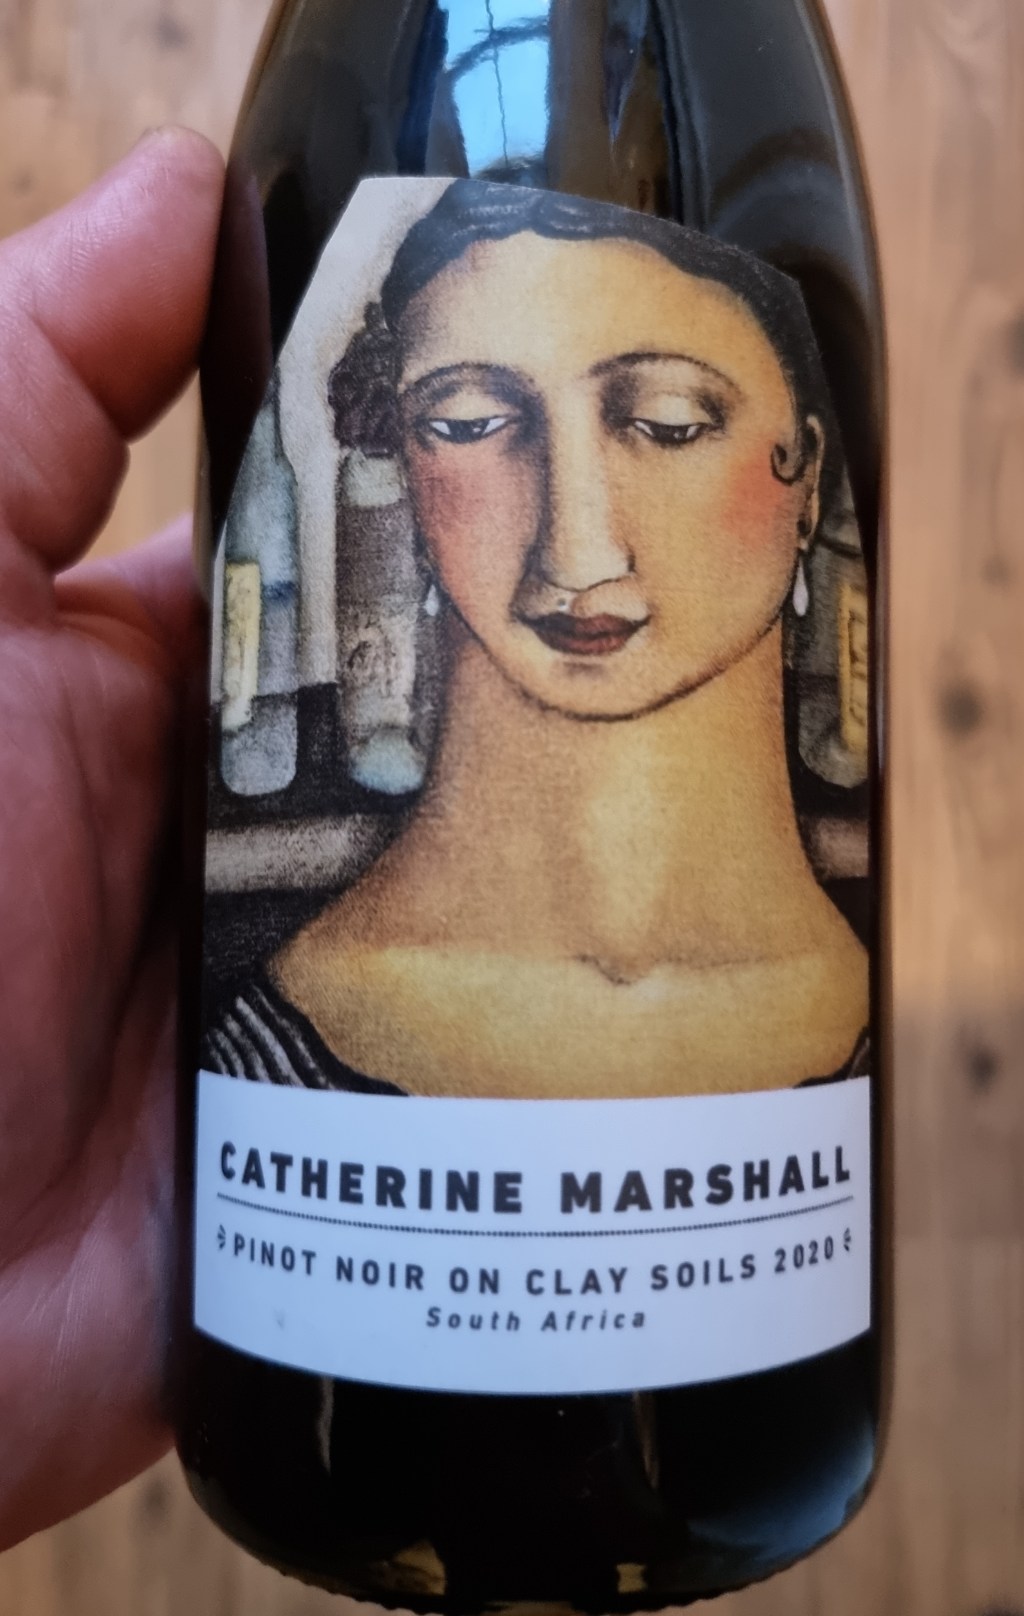 CATHERINE MARSHALL
PINOT NOIR ON CLAY SOILS 2020
South Africa